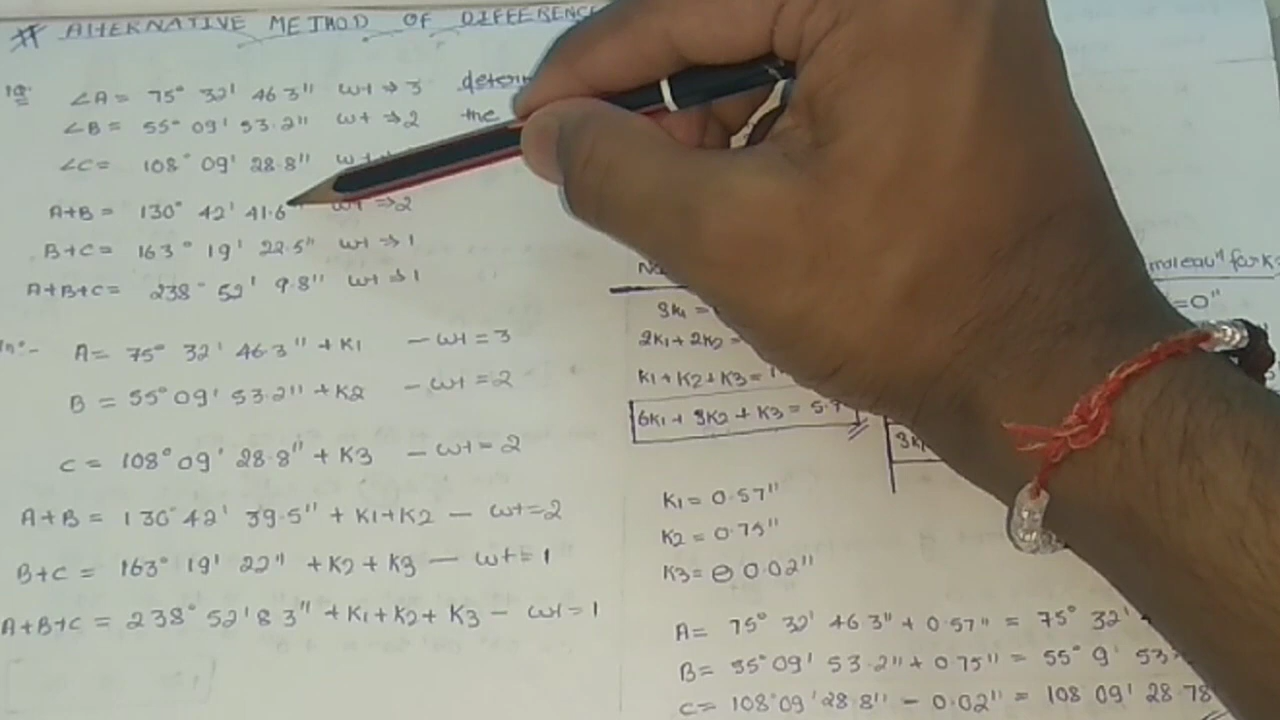 # ALTERNATIVE METHOD OF DIFFERENCE
∠A = 75° 32' 46.3" wt ⇒ 3
∠B = 55° 09' 53.2" wt ⇒ 2 the
∠C = 108° 09' 28.8" wt
A+B = 130° 42' 41.6" wt ⇒ 2
B+C = 163° 19' 22.5" wt ⇒ 1
A+B+C = 238° 52' 9.8" wt ⇒ 1
A = 75° 32' 46.3" + K1 — wt = 3
B = 55° 09' 53.2" + K2 — wt = 2
C = 108° 09' 28.8" + K3 — wt = 2
A+B = 130° 42' 39.5" + K1 + K2 — wt = 2
B+C = 163° 19' 22" + K2 + K3 — wt = 1
A+B+C = 238° 52' 8.3" + K1 + K2 + K3 — wt = 1
3K1 =
2K1 + 2K2 =
K1 + K2 + K3 =
6K1 + 3K2 + K3 = 5.7
for K
= 0"
K1 = 0.57"
K2 = 0.75"
K3 = ⊖ 0.02"
A = 75° 32' 46.3" + 0.57" = 75° 32'
B = 55° 09' 53.2" + 0.75" = 55° 9' 53
C = 108° 09' 28.8" – 0.02" = 108 09' 28.78